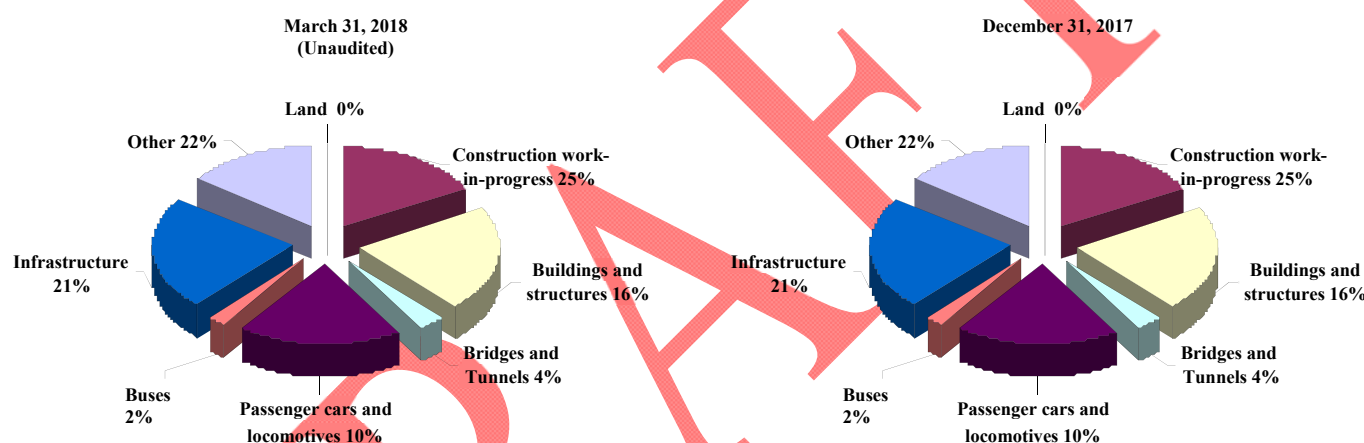 March 31, 2018
(Unaudited)
Land 0%
Other 22%
Construction work-
in-progress 25%
Infrastructure
21%
Buildings and
structures 16%
Bridges and
Tunnels 4%
Buses
2%
Passenger cars and
locomotives 10%
December 31, 2017
Land 0%
Other 22%
Construction work-
in-progress 25%
Infrastructure
21%
Buildings and
structures 16%
Bridges and
Tunnels 4%
Buses
2%
Passenger cars and
locomotives 10%